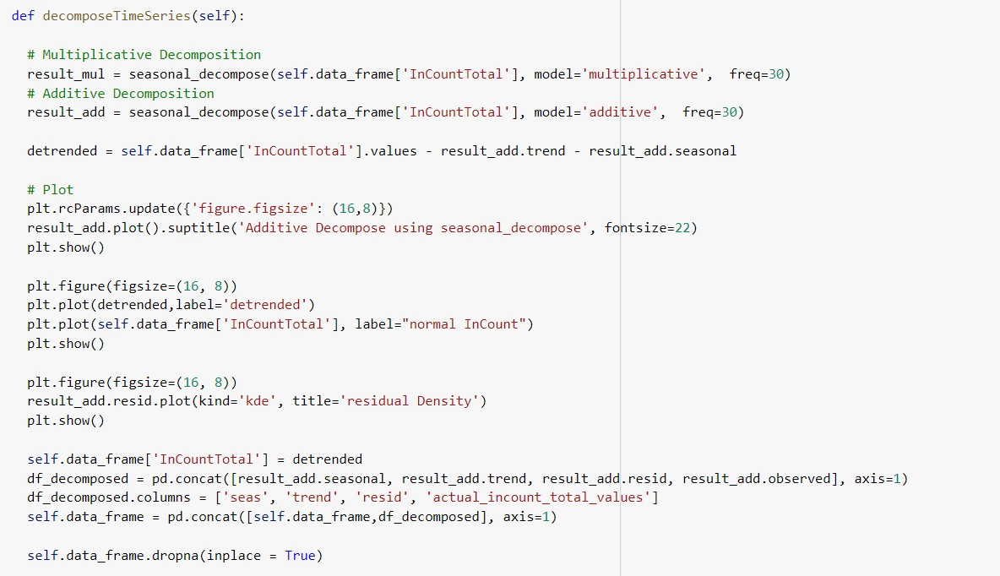 def decomposeTimeSeries(self):
# Multiplicative Decomposition
result_mul = seasonal_decompose(self.data_frame['InCountTotal'], model='multiplicative',  freq=30)
# Additive Decomposition
result_add = seasonal_decompose(self.data_frame['InCountTotal'], model='additive',  freq=30)
detrended = self.data_frame['InCountTotal'].values - result_add.trend - result_add.seasonal
# Plot
plt.rcParams.update({'figure.figsize': (16,8)})
result_add.plot().suptitle('Additive Decompose using seasonal_decompose', fontsize=22)
plt.show()
plt.figure(figsize=(16, 8))
plt.plot(detrended,label='detrended')
plt.plot(self.data_frame['InCountTotal'], label="normal InCount")
plt.show()
plt.figure(figsize=(16, 8))
result_add.resid.plot(kind='kde', title='residual Density')
plt.show()
self.data_frame['InCountTotal'] = detrended
df_decomposed = pd.concat([result_add.seasonal, result_add.trend, result_add.resid, result_add.observed], axis=1)
df_decomposed.columns = ['seas', 'trend', 'resid', 'actual_incount_total_values']
self.data_frame = pd.concat([self.data_frame,df_decomposed], axis=1)
self.data_frame.dropna(inplace = True)